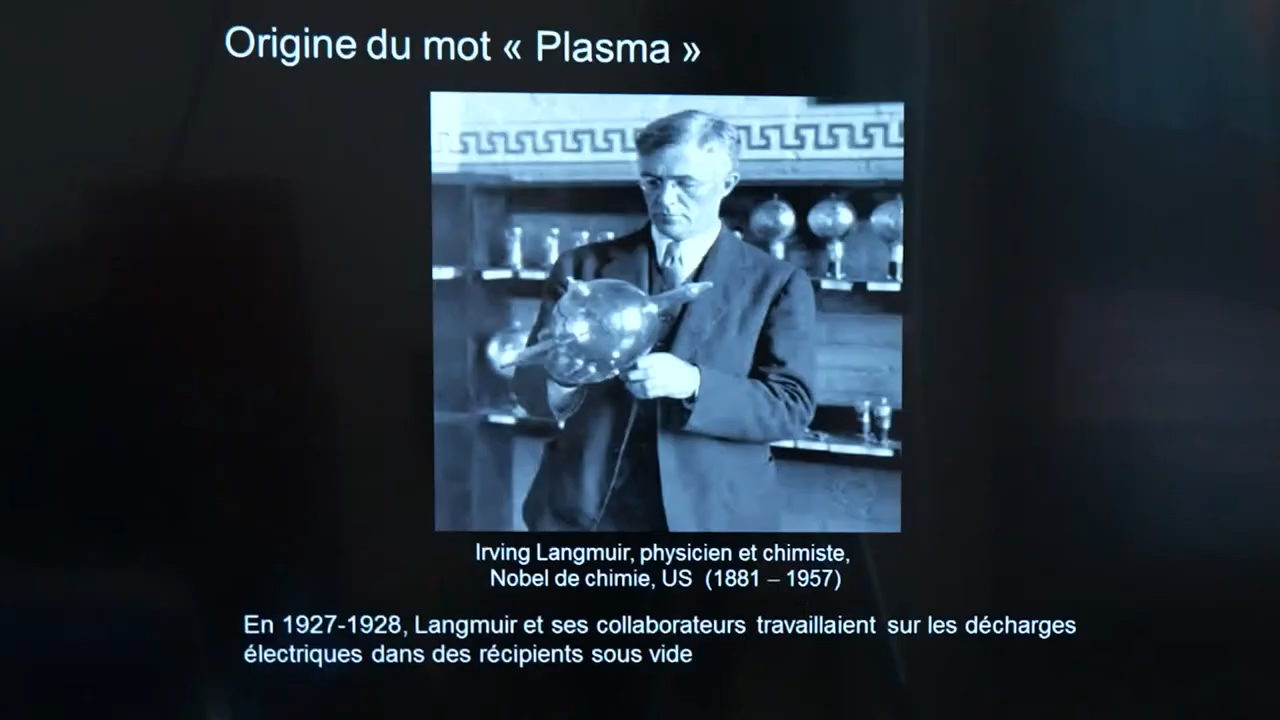 Origine du mot « Plasma »
Irving Langmuir, physicien et chimiste,
Nobel de chimie, US (1881 – 1957)
En 1927-1928, Langmuir et ses collaborateurs travaillaient sur les décharges
électriques dans des récipients sous vide